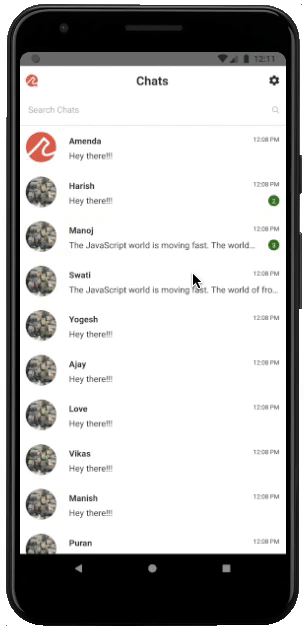 12:11
Chats
Search Chats
Amenda 12:08 PM
Hey there!!!
Harish 12:08 PM
Hey there!!! 2
Manoj 12:08 PM
The JavaScript world is moving fast. The world... 3
Swati 12:08 PM
The JavaScript world is moving fast. The world of fro...
Yogesh 12:08 PM
Hey there!!!
Ajay 12:08 PM
Hey there!!!
Love 12:08 PM
Hey there!!!
Vikas 12:08 PM
Hey there!!!
Manish 12:08 PM
Hey there!!!
Puran 12:08 PM